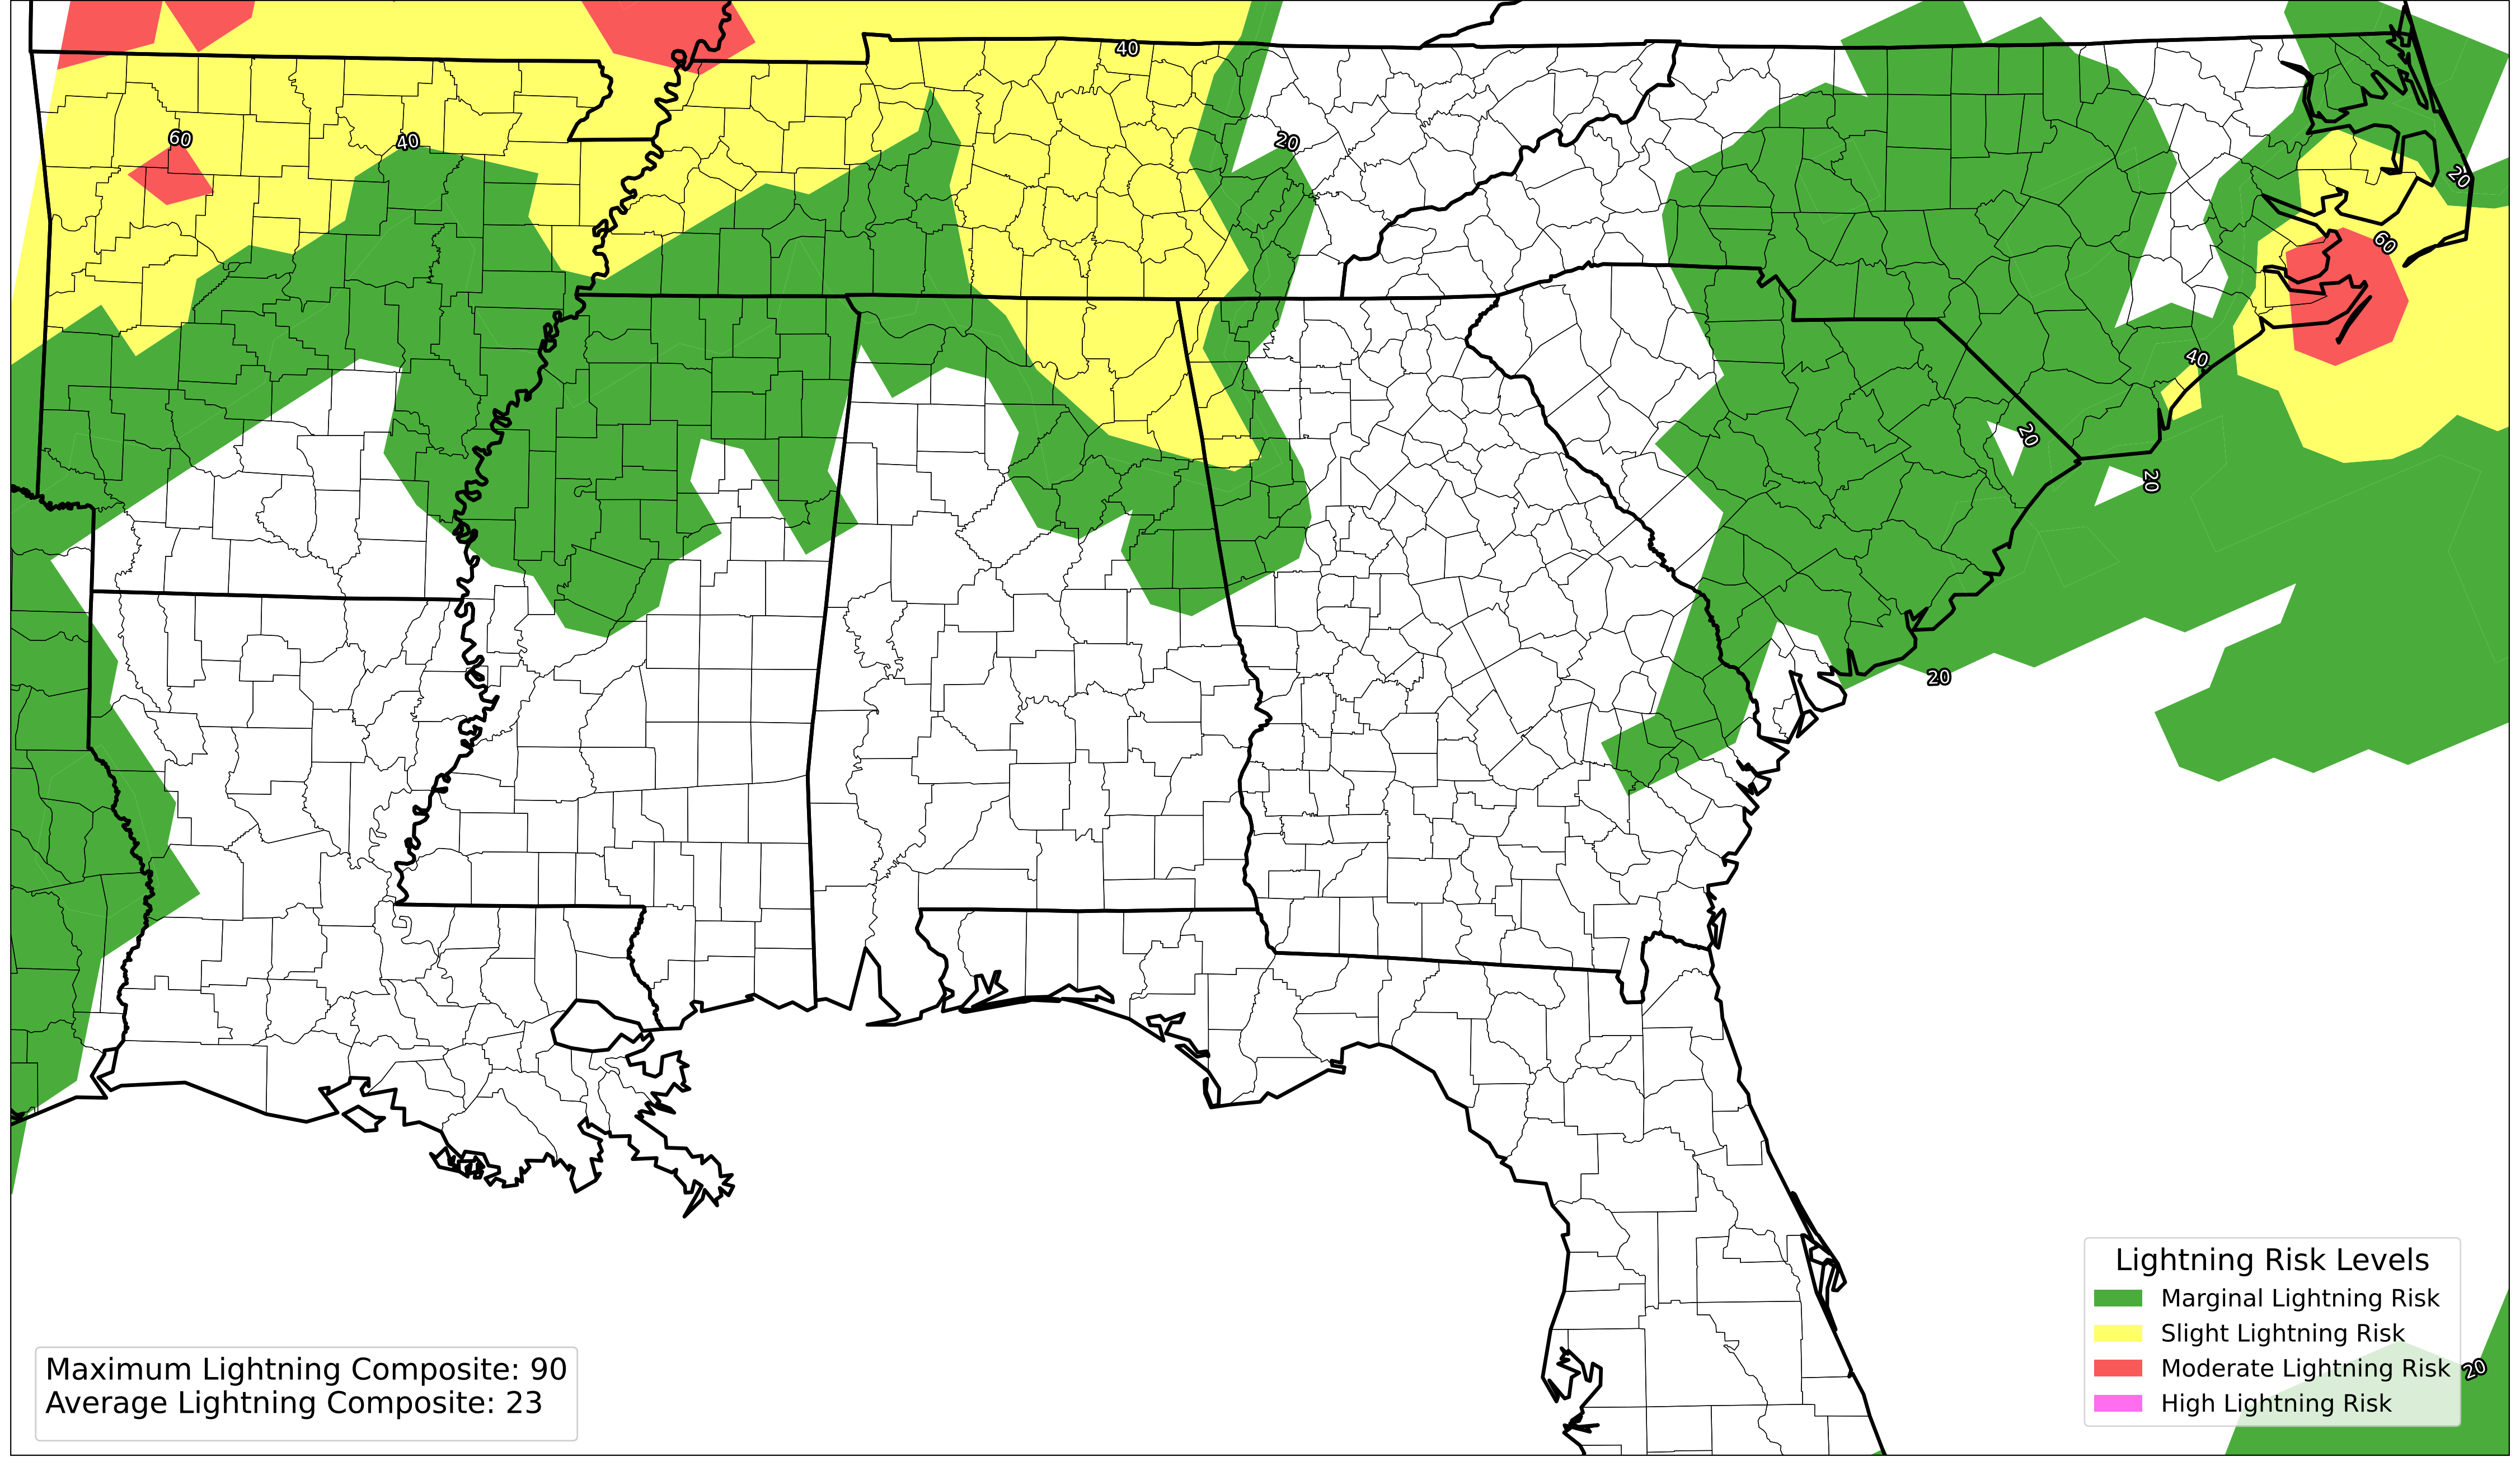 40
60
40
20
20
60
40
20
20
20
Lightning Risk Levels
Marginal Lightning Risk
Slight Lightning Risk
Moderate Lightning Risk
High Lightning Risk
20
Maximum Lightning Composite: 90
Average Lightning Composite: 23